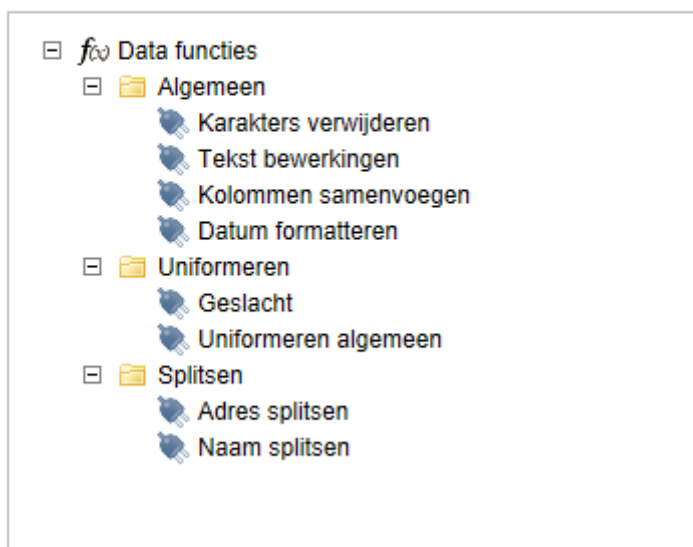 f(x) Data functies
Algemeen
Karakters verwijderen
Tekst bewerkingen
Kolommen samenvoegen
Datum formatteren
Uniformeren
Geslacht
Uniformeren algemeen
Splitsen
Adres splitsen
Naam splitsen